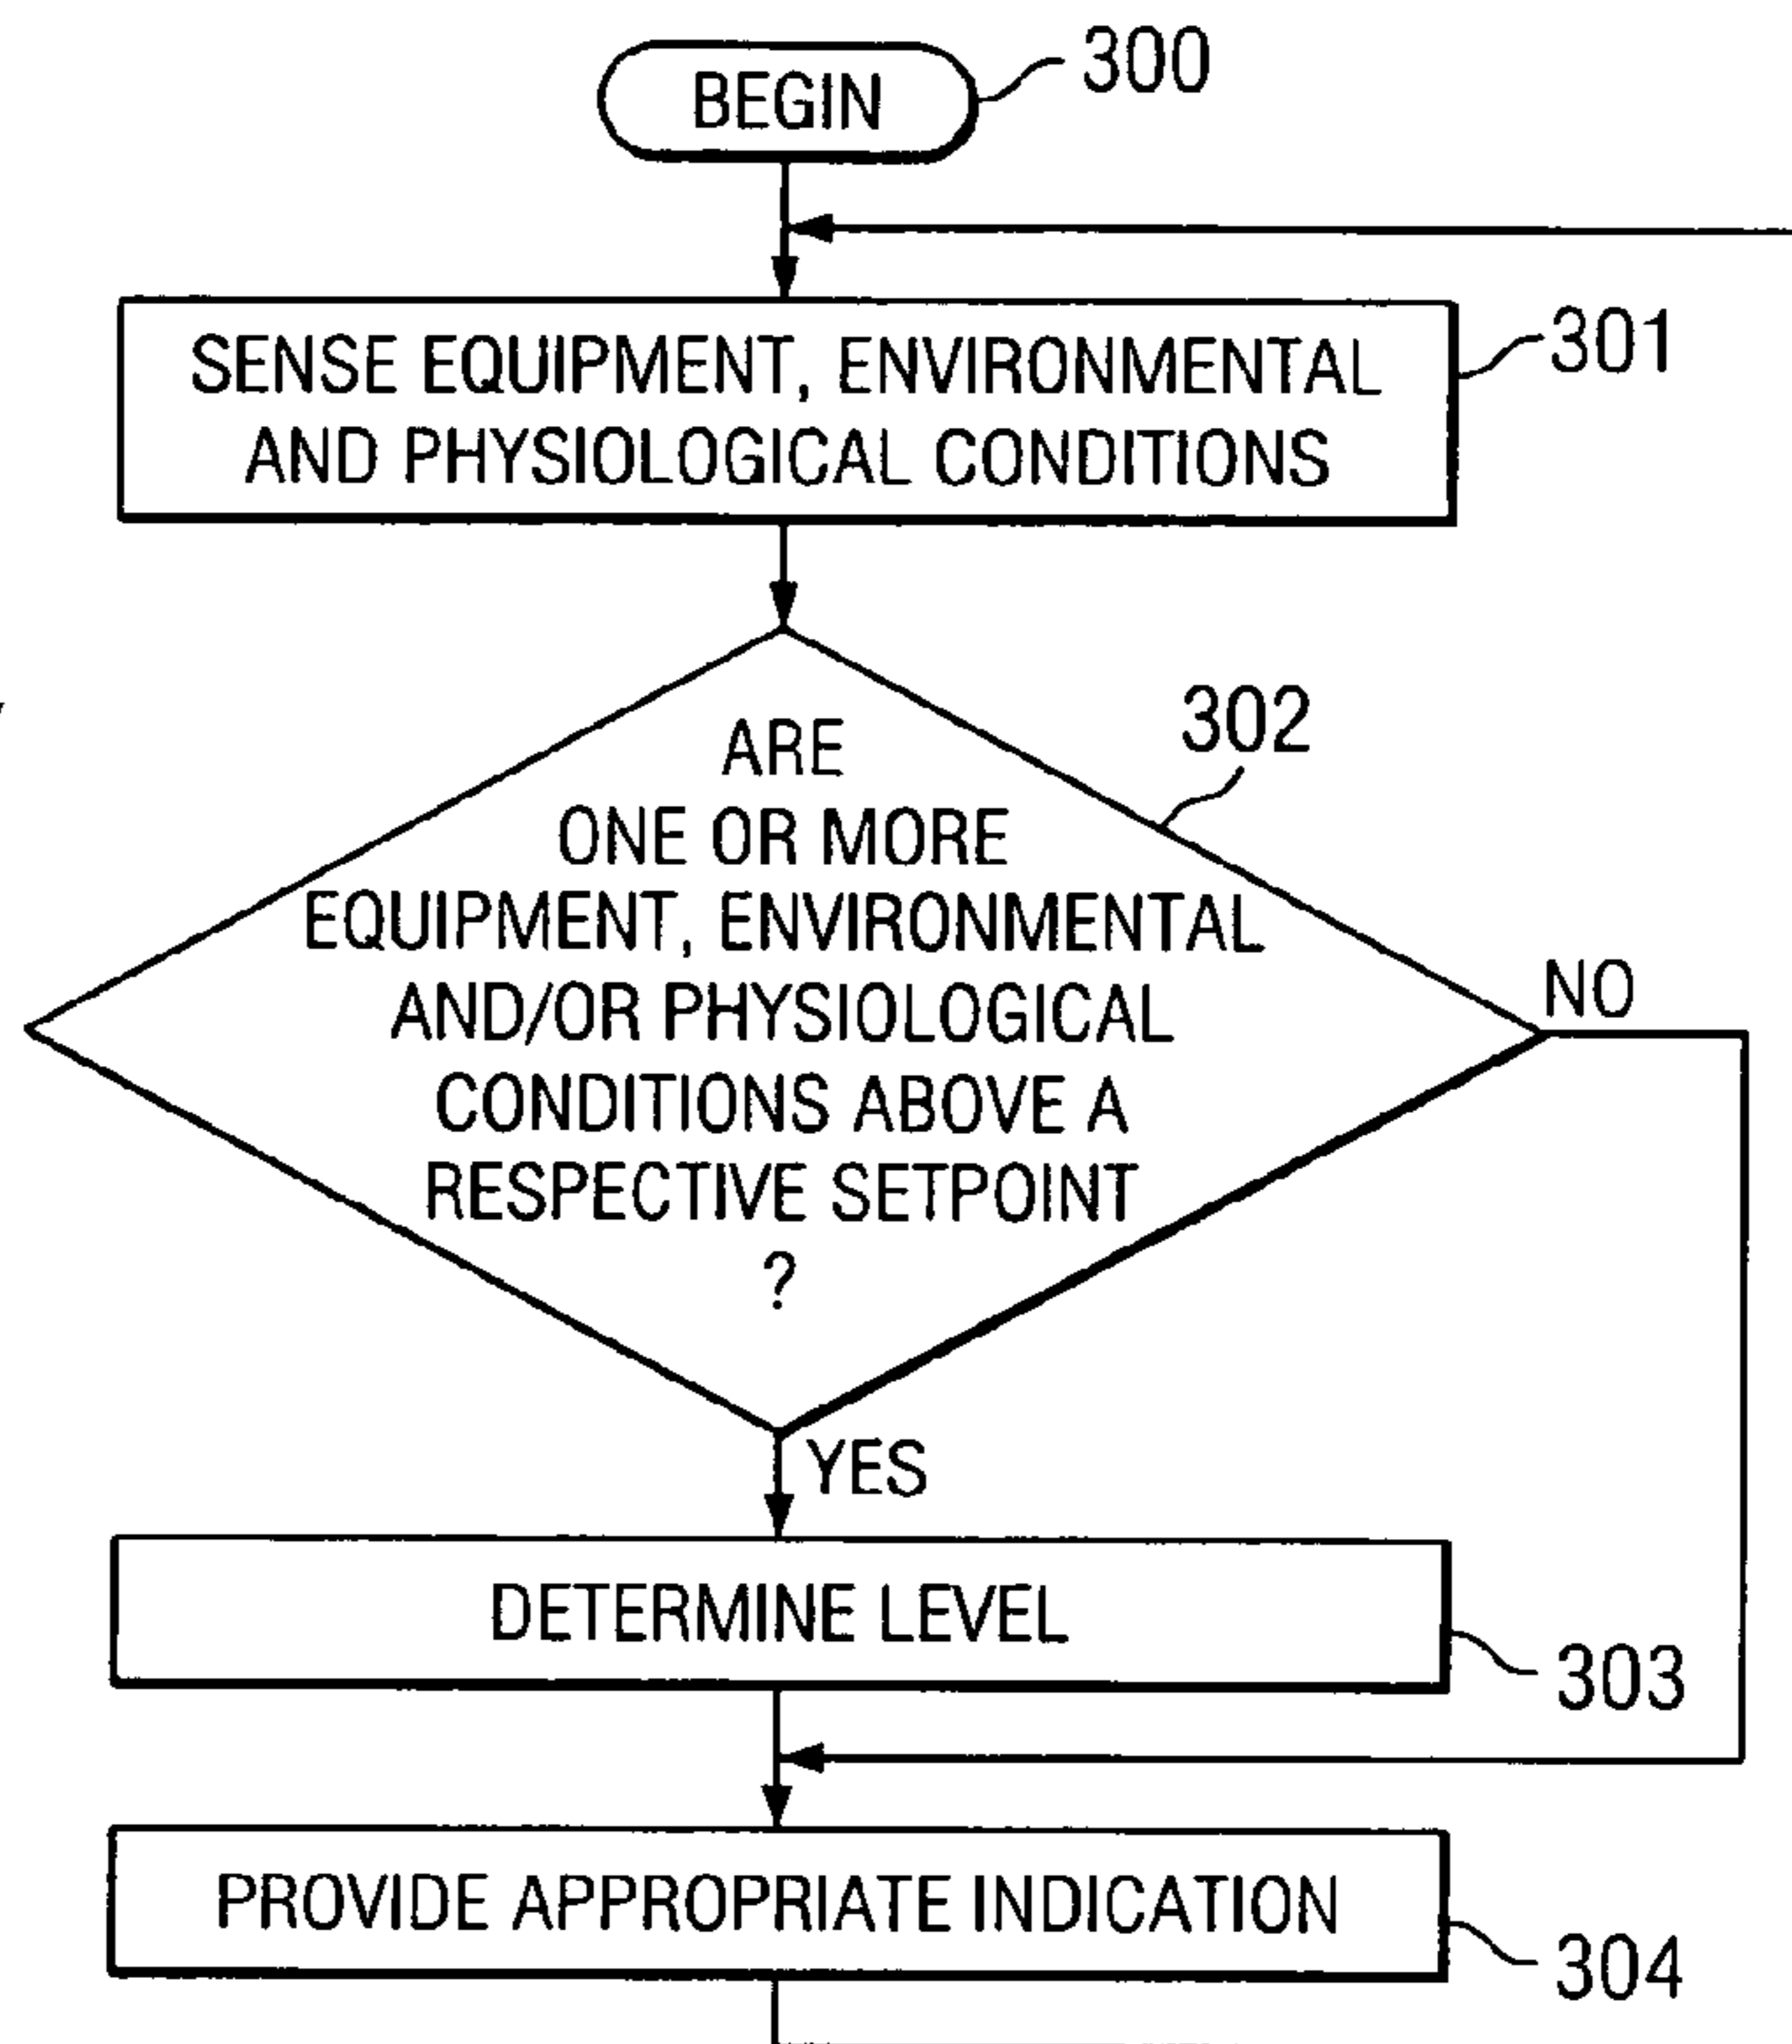 BEGIN
300
SENSE EQUIPMENT, ENVIRONMENTAL
AND PHYSIOLOGICAL CONDITIONS
301
302
ARE
ONE OR MORE
EQUIPMENT, ENVIRONMENTAL
AND/OR PHYSIOLOGICAL
CONDITIONS ABOVE A
RESPECTIVE SETPOINT
?
NO
YES
DETERMINE LEVEL
303
PROVIDE APPROPRIATE INDICATION
304